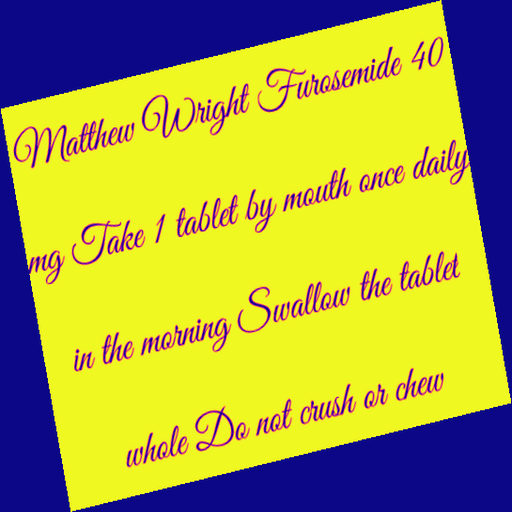 Matthew Wright Furosemide 40
mg Take 1 tablet by mouth once daily
in the morning Swallow the tablet
whole Do not crush or chew